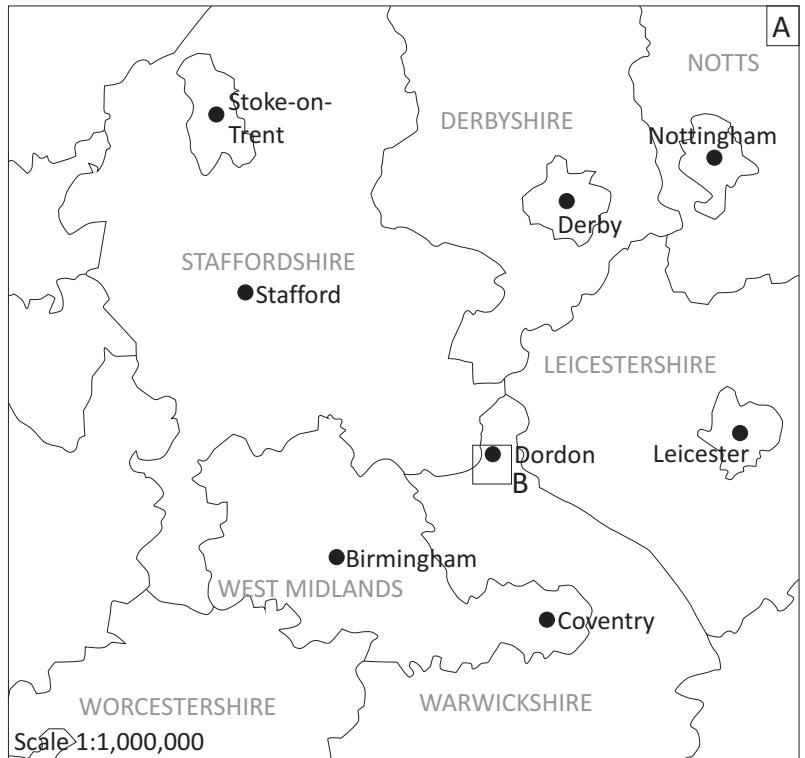 A
NOTTS
Stoke-on-
Trent
DERBYSHIRE
Nottingham
Derby
STAFFORDSHIRE
Stafford
LEICESTERSHIRE
Leicester
Dordon
B
Birmingham
WEST MIDLANDS
Coventry
WORCESTERSHIRE
WARWICKSHIRE
Scale 1:1,000,000